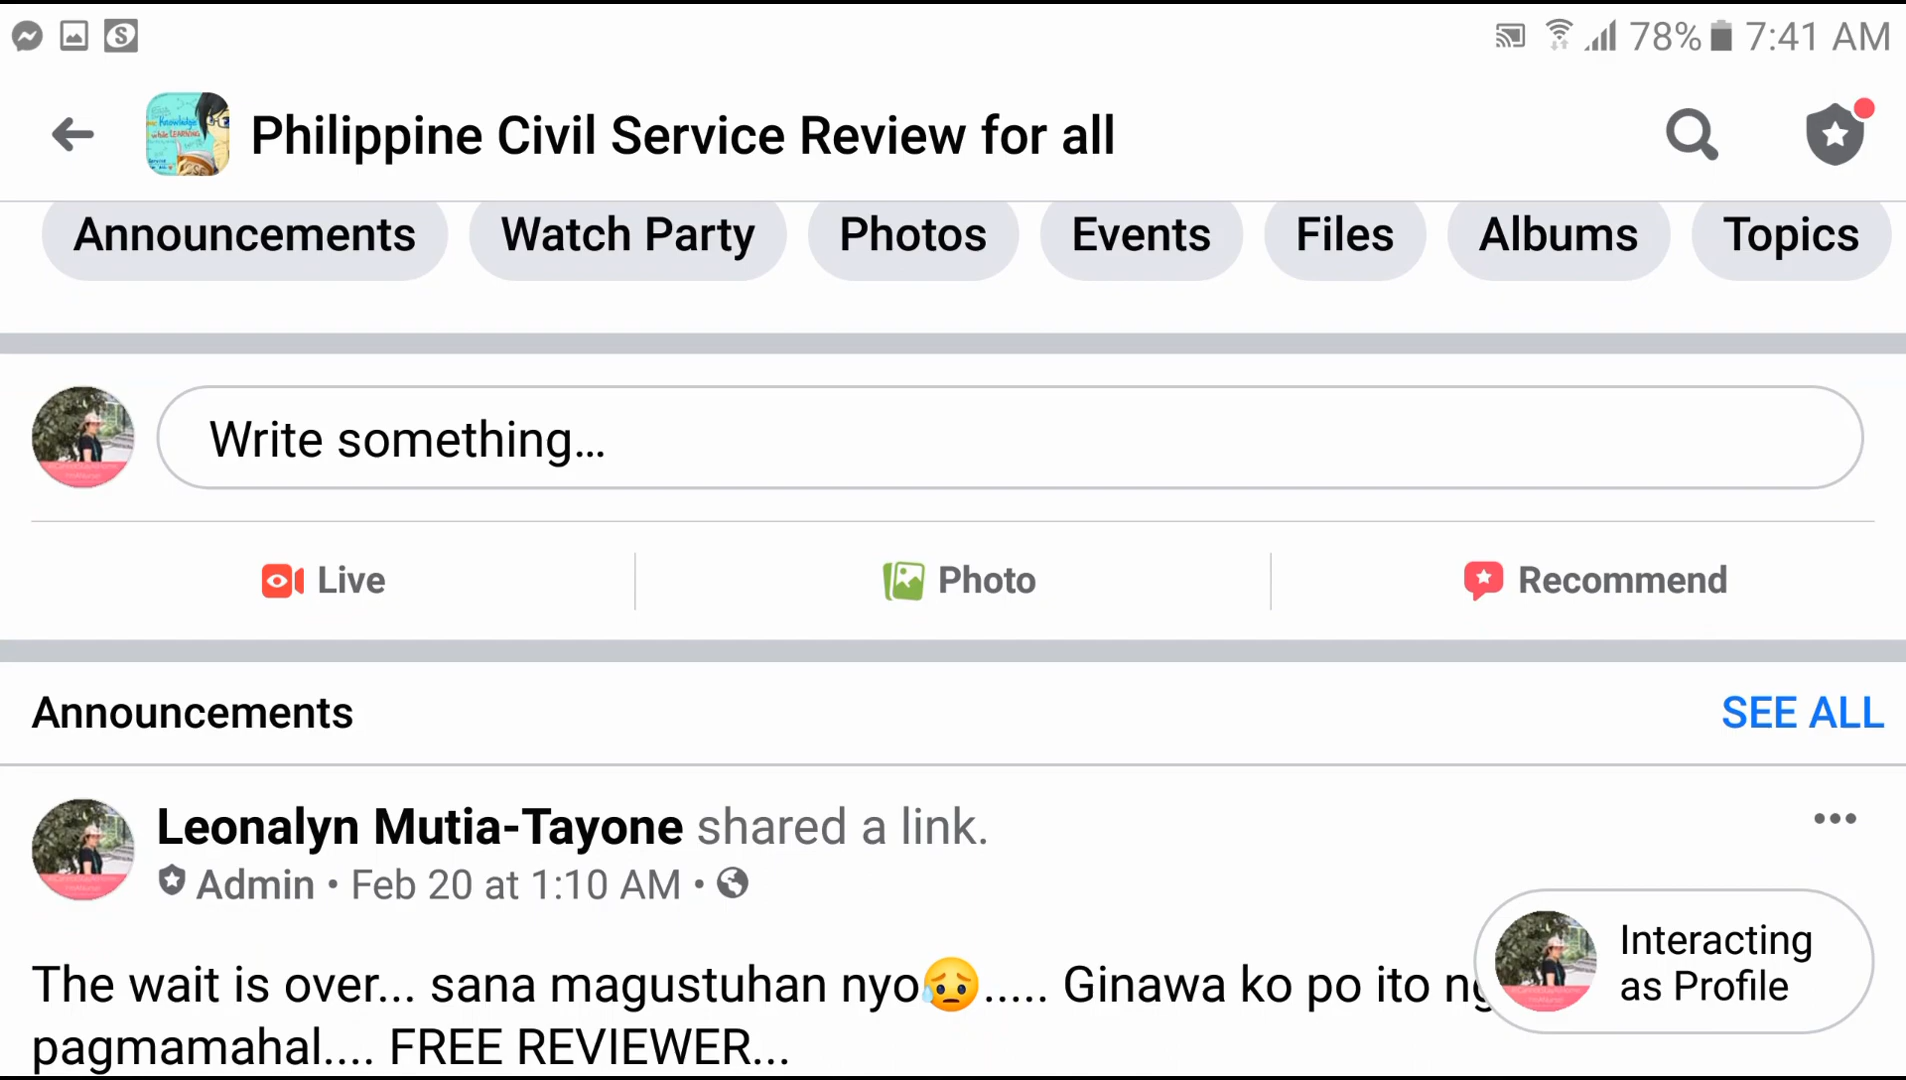 78% 7:41 AM
Philippine Civil Service Review for all
Announcements Watch Party Photos Events Files Albums Topics
Write something...
Live Photo Recommend
Announcements SEE ALL
Leonalyn Mutia-Tayone shared a link.
Admin • Feb 20 at 1:10 AM •
The wait is over... sana magustuhan nyo😥..... Ginawa ko po ito ng
pagmamahal.... FREE REVIEWER...
Interacting
as Profile